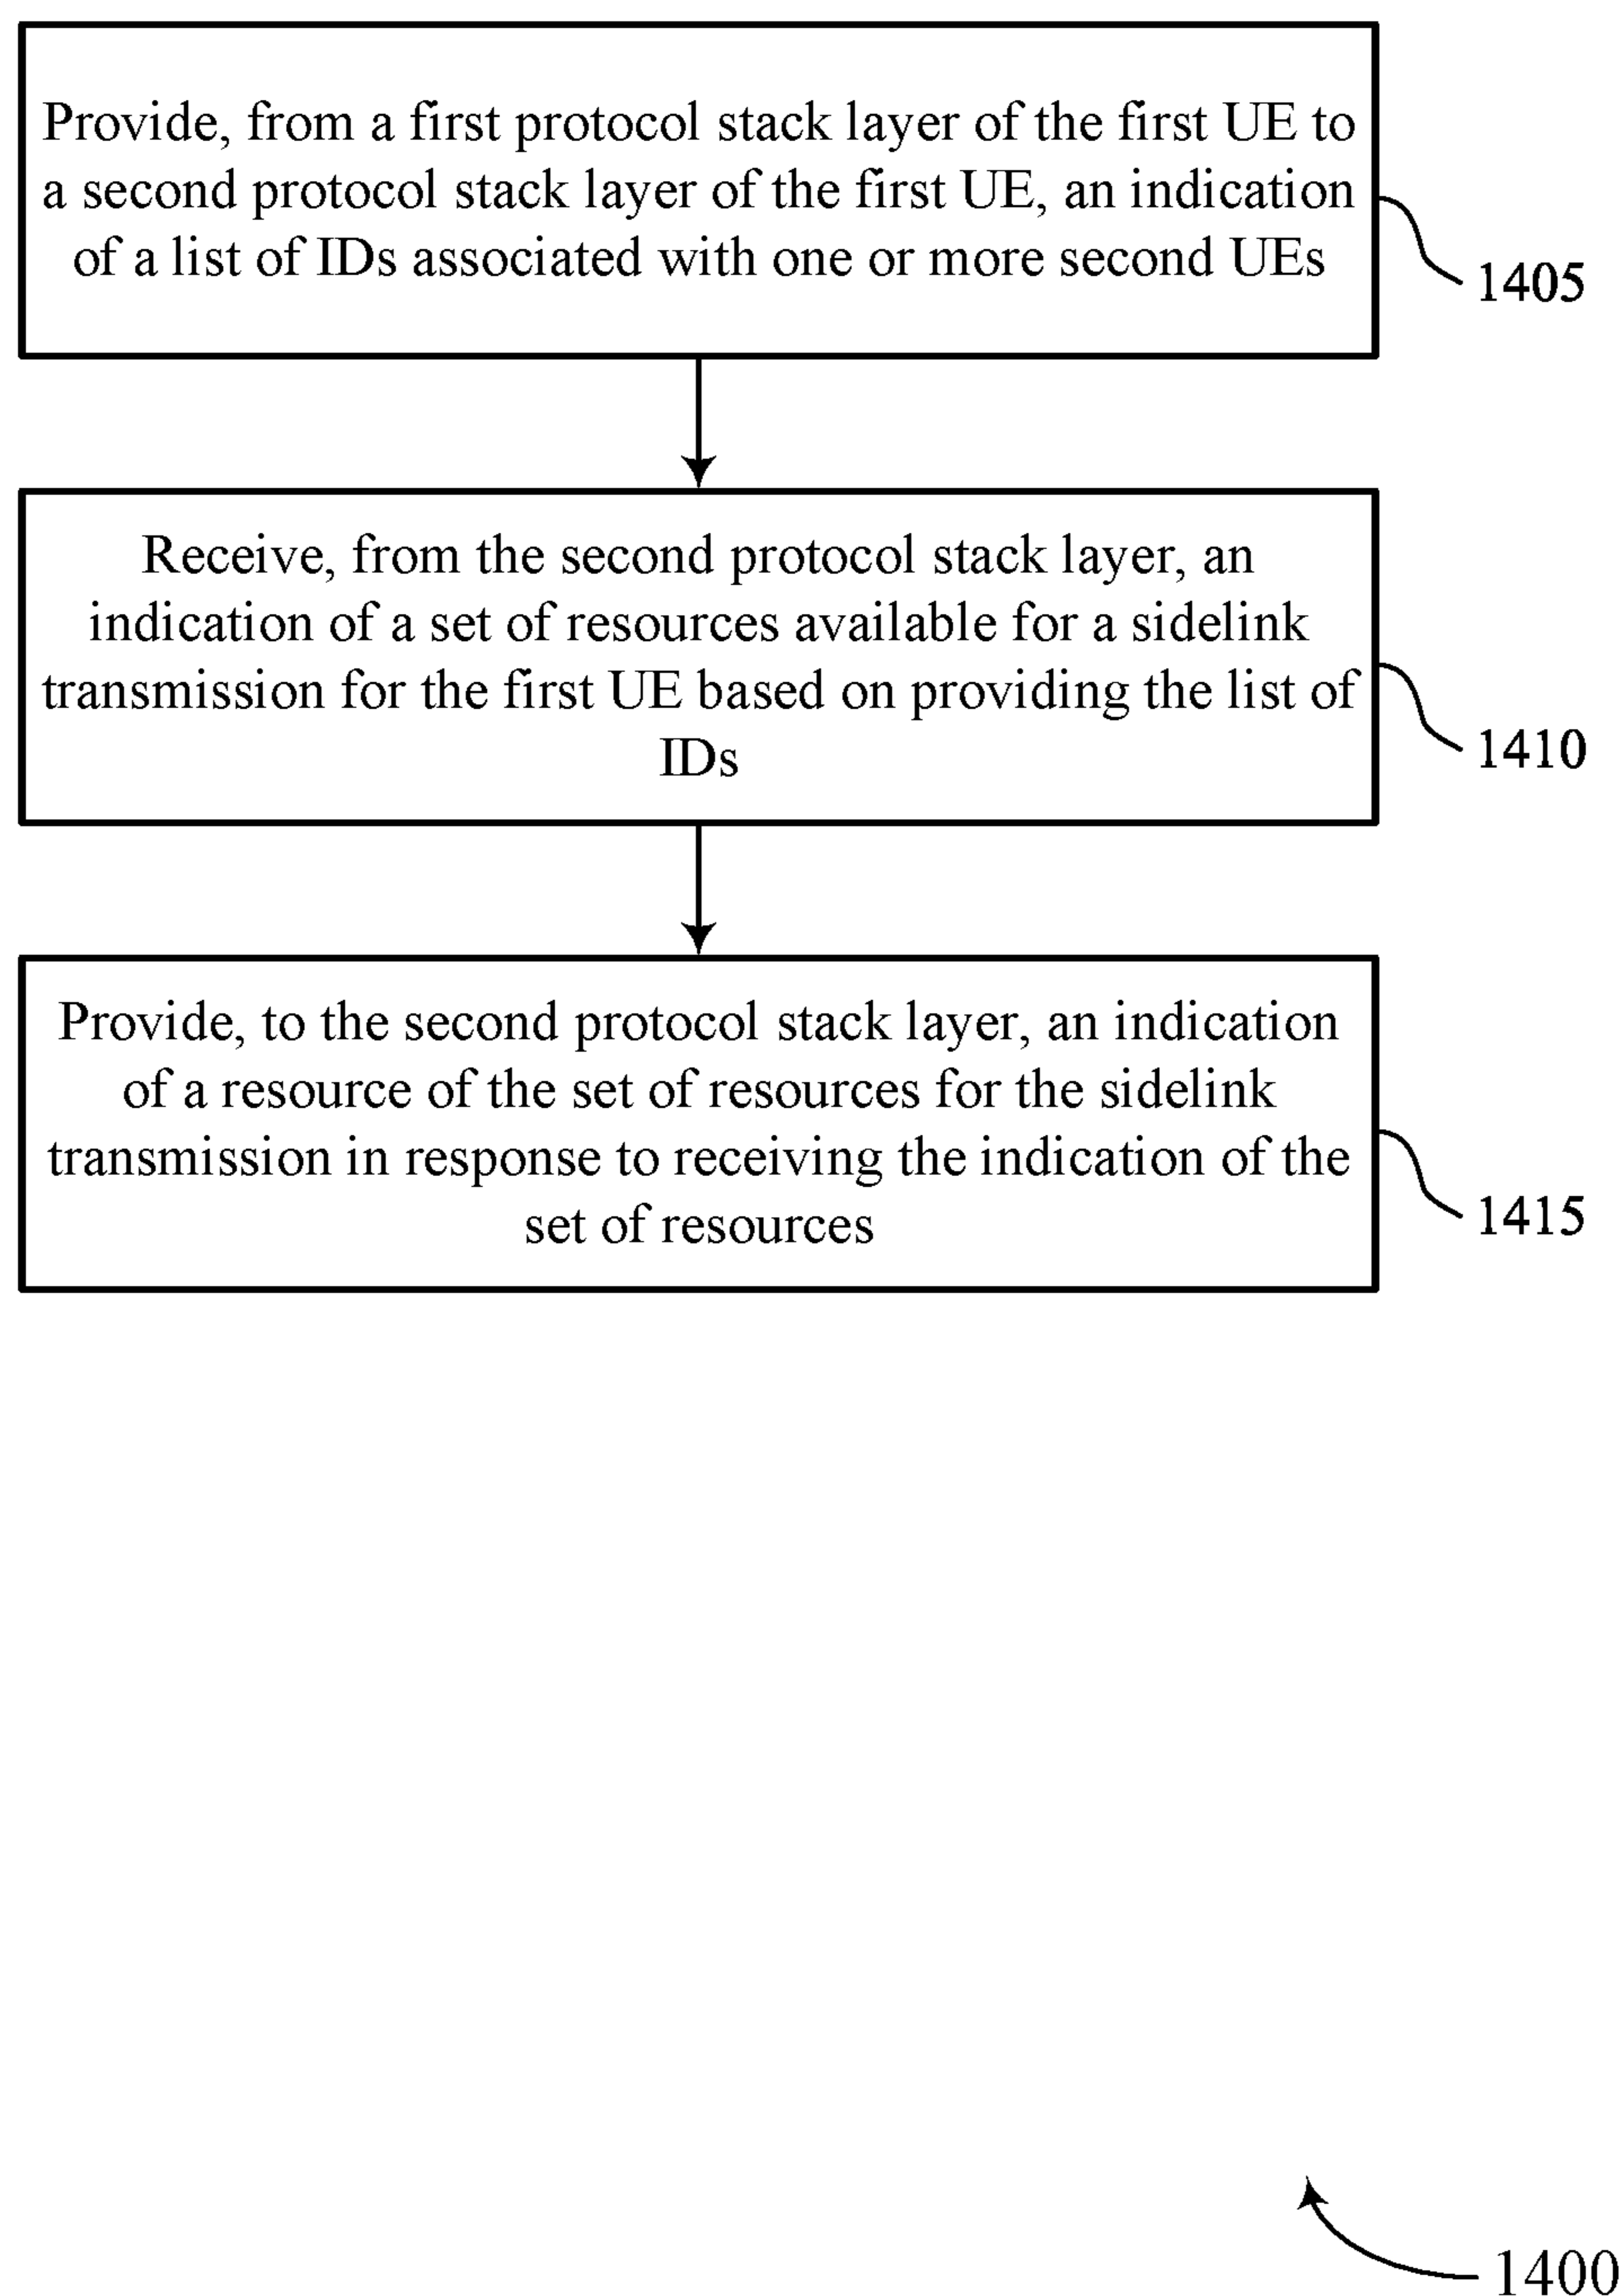 Provide, from a first protocol stack layer of the first UE to
a second protocol stack layer of the first UE, an indication
of a list of IDs associated with one or more second UEs
1405
Receive, from the second protocol stack layer, an
indication of a set of resources available for a sidelink
transmission for the first UE based on providing the list of
IDs
1410
Provide, to the second protocol stack layer, an indication
of a resource of the set of resources for the sidelink
transmission in response to receiving the indication of the
set of resources
1415
1400